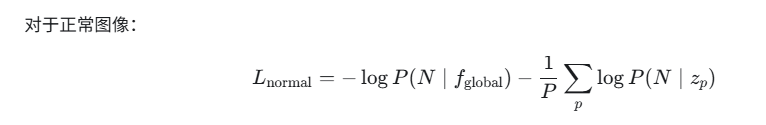 对于正常图像：
L_normal = − log P(N | f_global) − 1/P ∑_p log P(N | z_p)